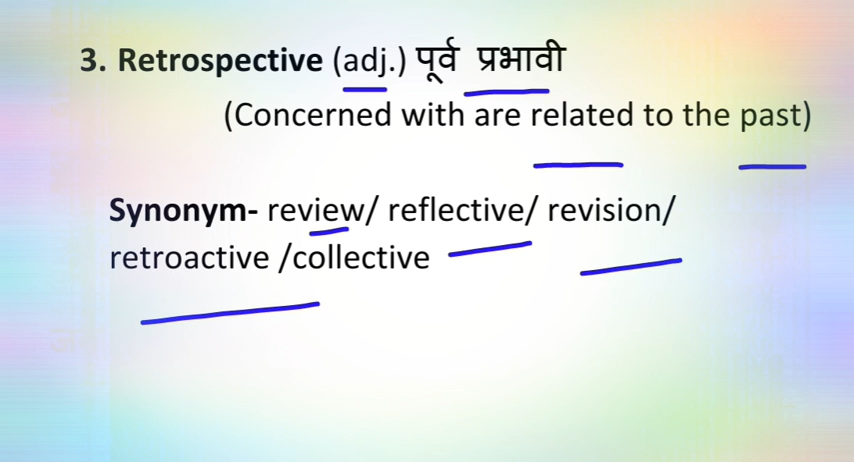 3. Retrospective (adj.) पूर्व प्रभावी
(Concerned with are related to the past)
Synonym- review/ reflective/ revision/
retroactive /collective